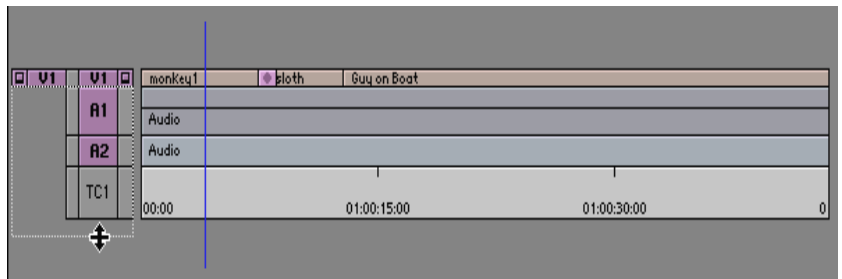 V1 V1 monkey1 sloth Guy on Boat
A1 Audio
A2 Audio
TC1
00:00 01:00:15:00 01:00:30:00 0